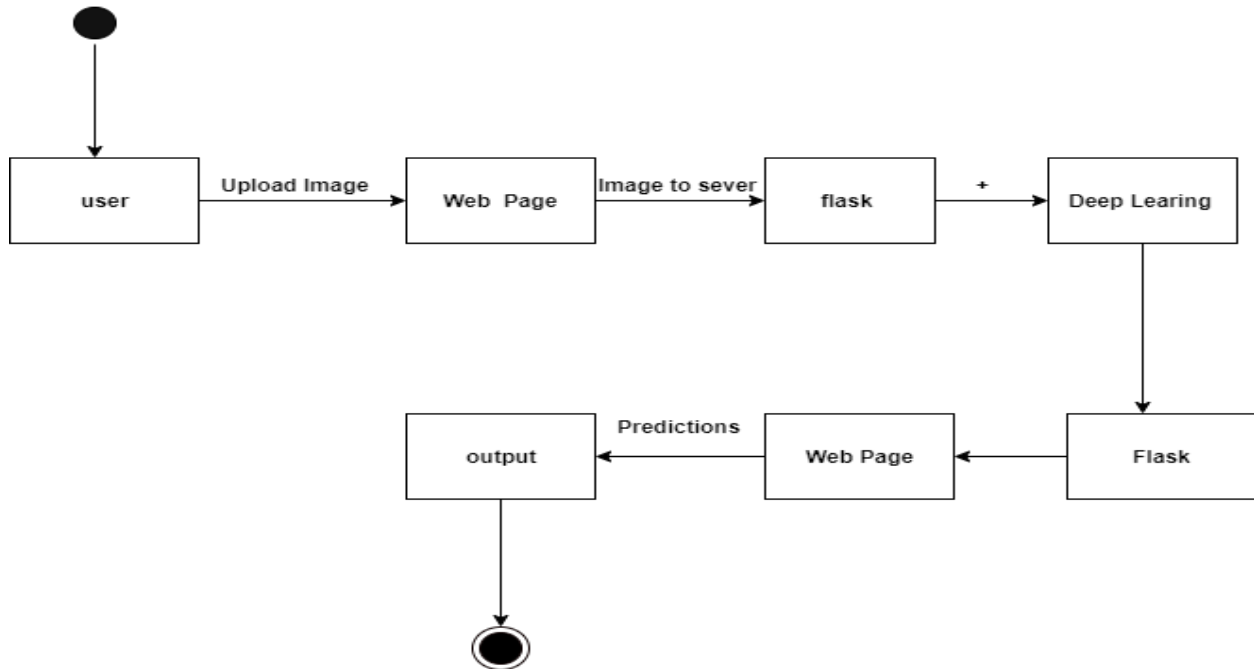 user
Upload Image
Web Page
Image to sever
flask
+
Deep Learing
Flask
Web Page
Predictions
output